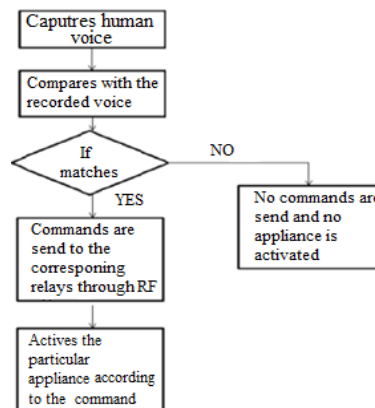 Caputres human
voice
Compares with the
recorded voice
If
matches
NO
YES
No commands are
send and no
appliance is
activated
Commands are
send to the
corresponing
relays through RF
Actives the
particular
appliance according
to the command